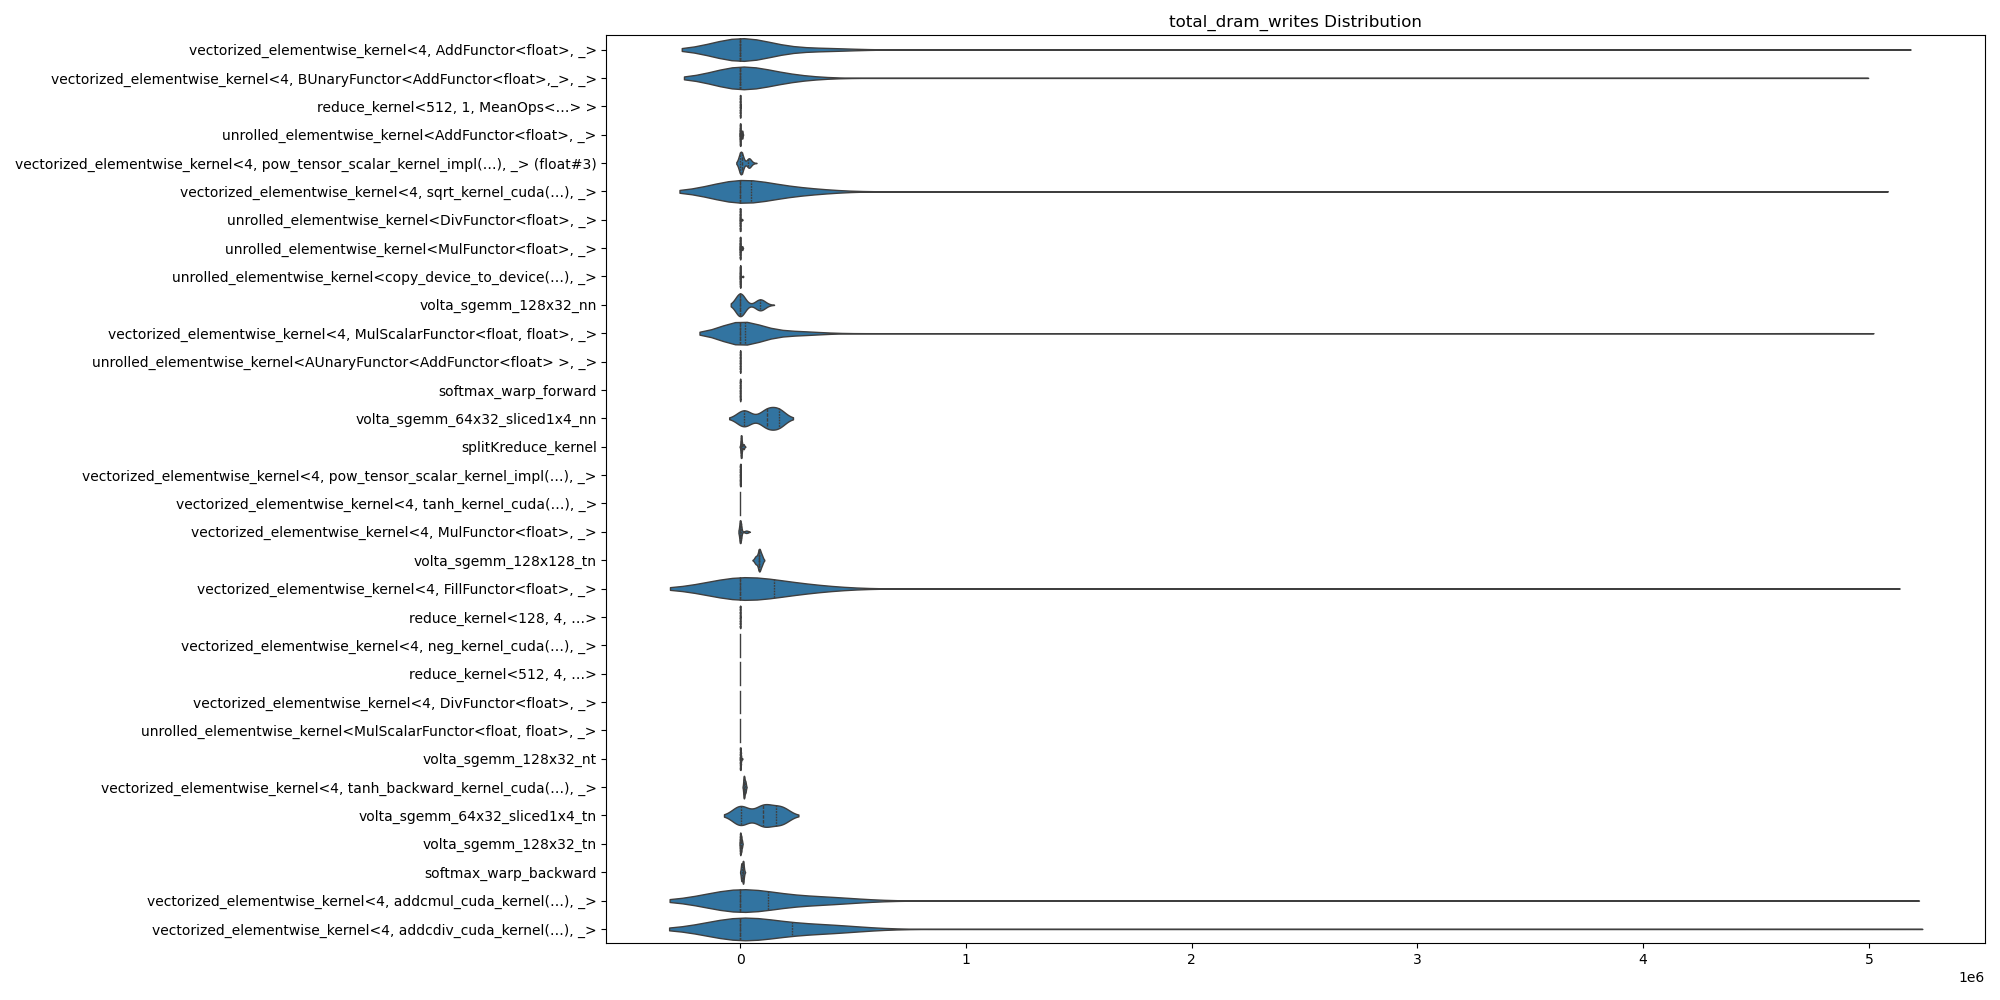 total_dram_writes Distribution
vectorized_elementwise_kernel<4, AddFunctor<float>, _>
vectorized_elementwise_kernel<4, BUnaryFunctor<AddFunctor<float>,_>, _>
reduce_kernel<512, 1, MeanOps<...> >
unrolled_elementwise_kernel<AddFunctor<float>, _>
vectorized_elementwise_kernel<4, pow_tensor_scalar_kernel_impl(...), _> (float#3)
vectorized_elementwise_kernel<4, sqrt_kernel_cuda(...), _>
unrolled_elementwise_kernel<DivFunctor<float>, _>
unrolled_elementwise_kernel<MulFunctor<float>, _>
unrolled_elementwise_kernel<copy_device_to_device(...), _>
volta_sgemm_128x32_nn
vectorized_elementwise_kernel<4, MulScalarFunctor<float, float>, _>
unrolled_elementwise_kernel<AUnaryFunctor<AddFunctor<float> >, _>
softmax_warp_forward
volta_sgemm_64x32_sliced1x4_nn
splitKreduce_kernel
vectorized_elementwise_kernel<4, pow_tensor_scalar_kernel_impl(...), _>
vectorized_elementwise_kernel<4, tanh_kernel_cuda(...), _>
vectorized_elementwise_kernel<4, MulFunctor<float>, _>
volta_sgemm_128x128_tn
vectorized_elementwise_kernel<4, FillFunctor<float>, _>
reduce_kernel<128, 4, ...>
vectorized_elementwise_kernel<4, neg_kernel_cuda(...), _>
reduce_kernel<512, 4, ...>
vectorized_elementwise_kernel<4, DivFunctor<float>, _>
unrolled_elementwise_kernel<MulScalarFunctor<float, float>, _>
volta_sgemm_128x32_nt
vectorized_elementwise_kernel<4, tanh_backward_kernel_cuda(...), _>
volta_sgemm_64x32_sliced1x4_tn
volta_sgemm_128x32_tn
softmax_warp_backward
vectorized_elementwise_kernel<4, addcmul_cuda_kernel(...), _>
vectorized_elementwise_kernel<4, addcdiv_cuda_kernel(...), _>
0 1 2 3 4 5
1e6